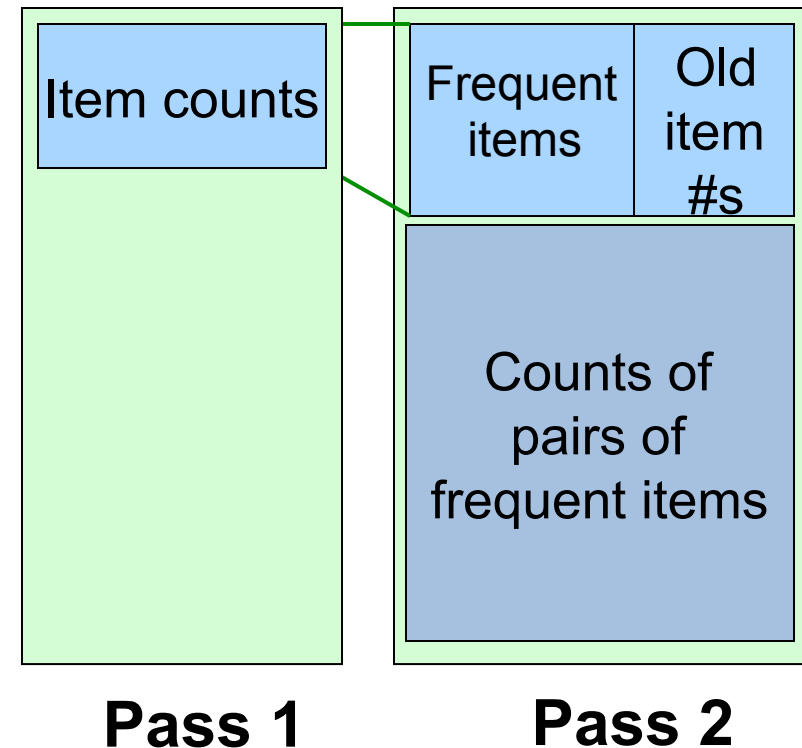 Item counts
Frequent
items
Old
item
#s
Counts of
pairs of
frequent items
Pass 1
Pass 2